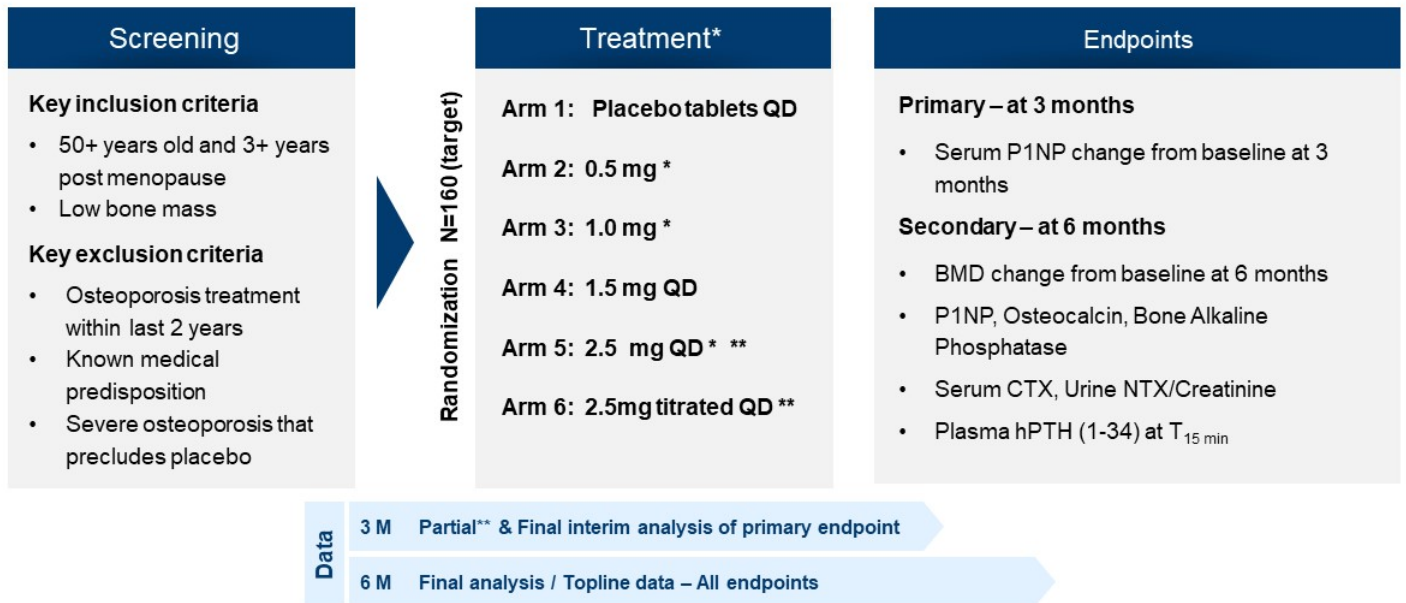 Screening
Key inclusion criteria
• 50+ years old and 3+ years
post menopause
• Low bone mass
Key exclusion criteria
• Osteoporosis treatment
within last 2 years
• Known medical
predisposition
• Severe osteoporosis that
precludes placebo
Randomization N=160 (target)
Treatment*
Arm 1: Placebo tablets QD
Arm 2: 0.5 mg *
Arm 3: 1.0 mg *
Arm 4: 1.5 mg QD
Arm 5: 2.5 mg QD * **
Arm 6: 2.5mg titrated QD **
Endpoints
Primary – at 3 months
• Serum P1NP change from baseline at 3
months
Secondary – at 6 months
• BMD change from baseline at 6 months
• P1NP, Osteocalcin, Bone Alkaline
Phosphatase
• Serum CTX, Urine NTX/Creatinine
• Plasma hPTH (1-34) at T15 min
Data
3 M Partial** & Final interim analysis of primary endpoint
6 M Final analysis / Topline data – All endpoints